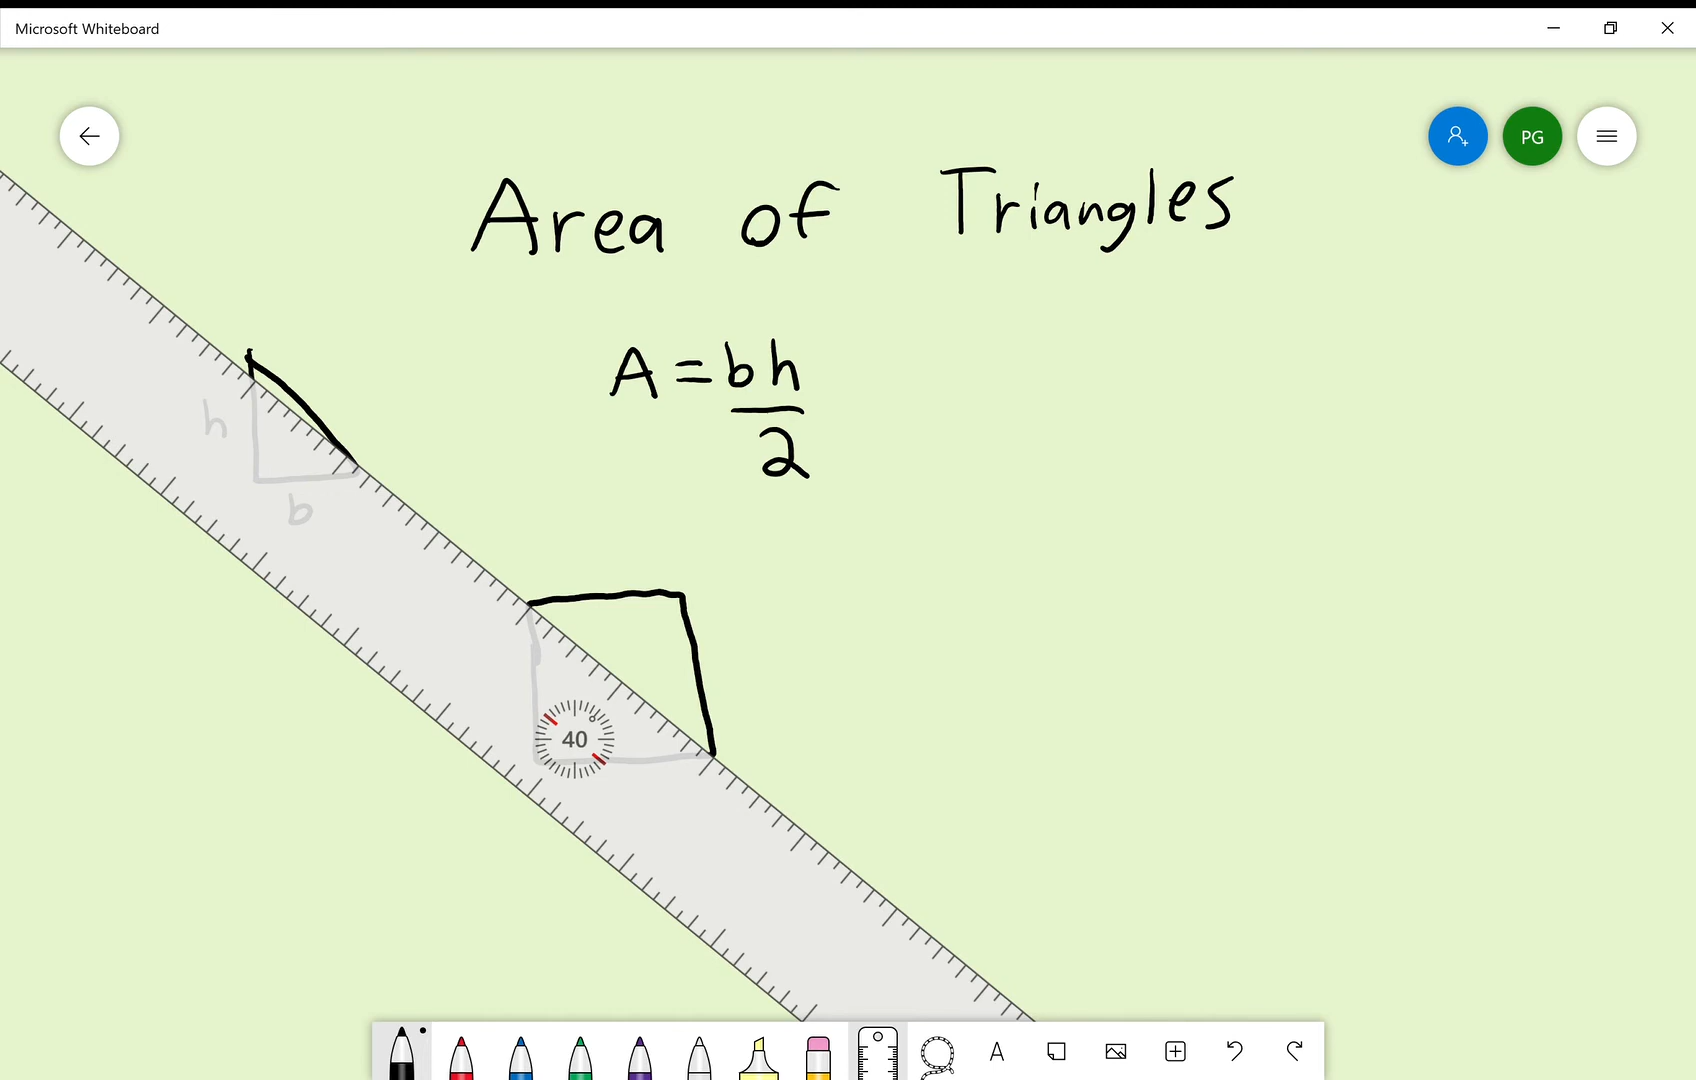 Microsoft Whiteboard
PG
Area of Triangles
A = bh
2
h
b
40°
A